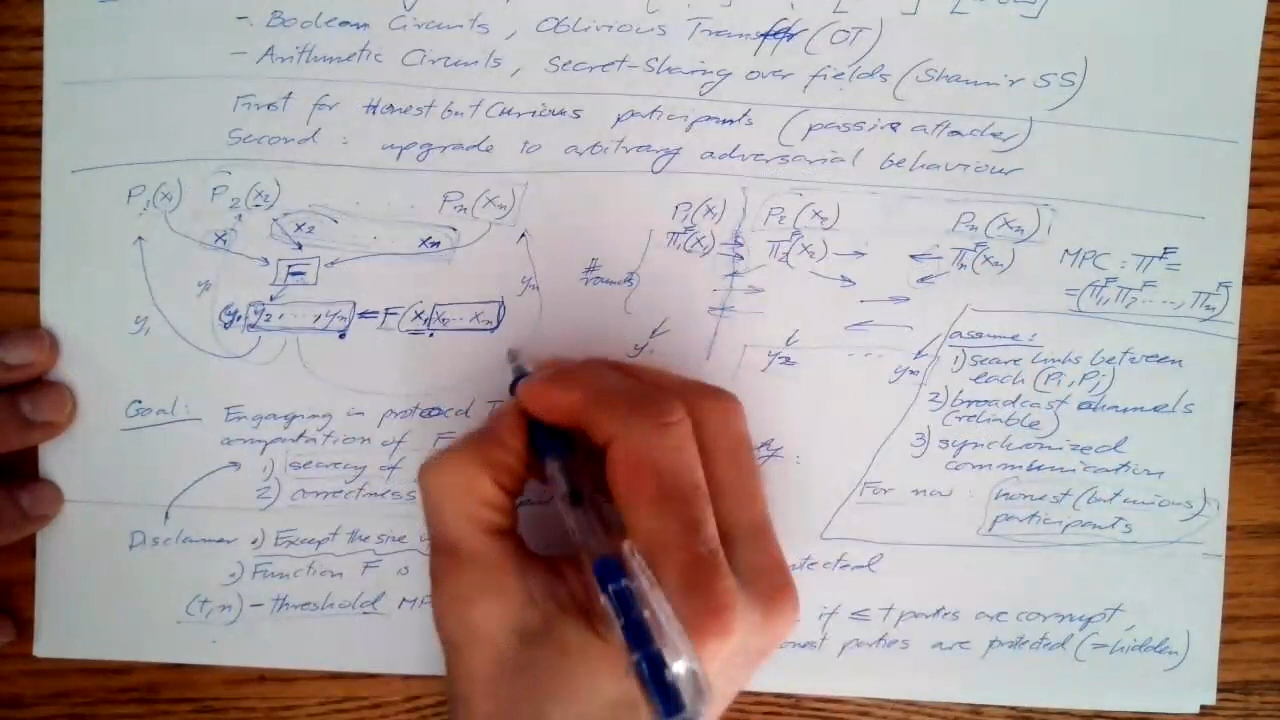 - Boolean Circuits, Oblivious Transfer (OT)
- Arithmetic Circuits, Secret-Sharing over fields (Shamir SS)
First for Honest but Curious participants (passive attacker)
Second: upgrade to arbitrary adversarial behaviour
P₁(x₁) P₂(x₂) . . . Pₙ(xₙ)
x₁ x₂ . . . xₙ
F
(y₁, y₂, ..., yₙ) = F(x₁, x₂ ... xₙ)
y₁
yₙ
P₁(x₁) P₂(x₂) Pₙ(xₙ)
π₁ᶠ(x₁) π₂ᶠ(x₂) πₙᶠ(xₙ)
# rounds
y₁ y₂ ... yₙ
MPC: πᶠ =
= (π₁ᶠ, π₂ᶠ ...., πₙᶠ)
assume:
1) secure links between
each (Pi, Pj)
2) broadcast channels
(reliable)
3) synchronized
communication
For now: honest (but curious)
participants
Goal: Engaging in protocol
computation of F
1) secrecy of
2) correctness
Disclaimer .) Except the size
.) Function F is
(t,n)-threshold
if ≤ t parties are corrupt,
parties are protected (=hidden)